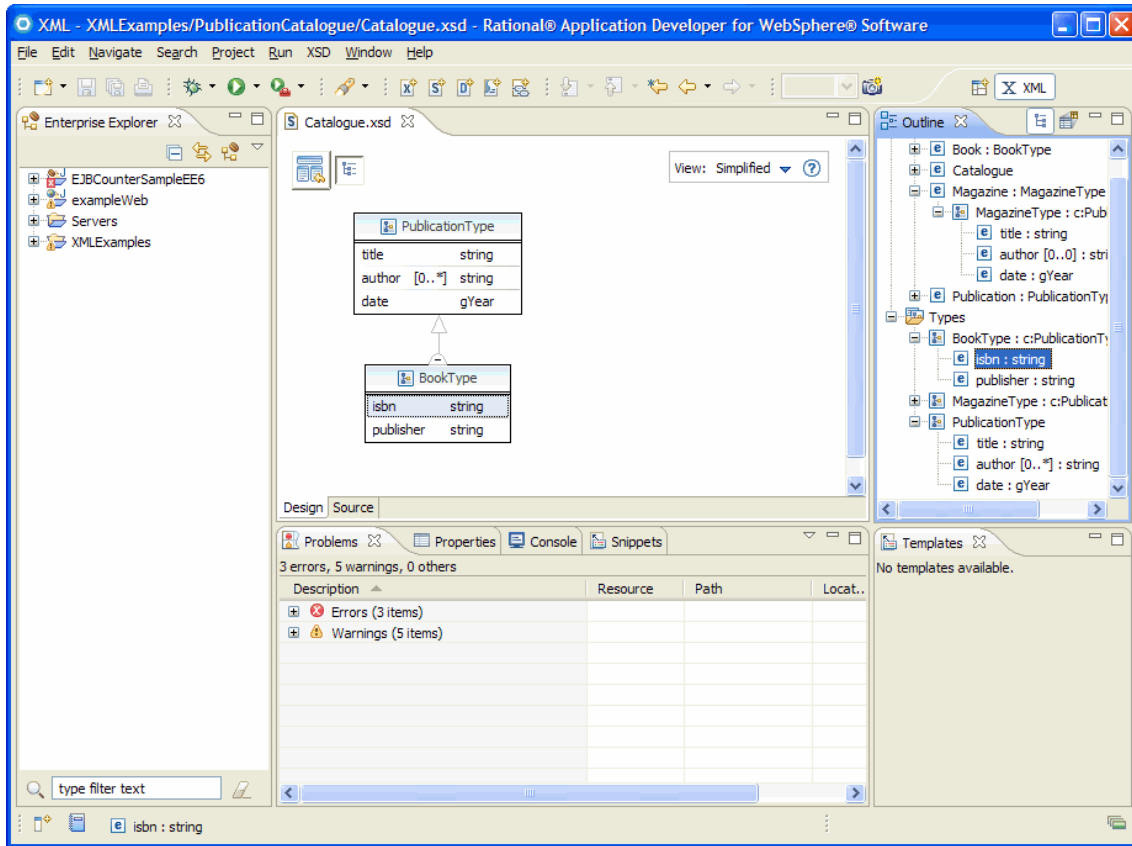 XML - XMLExamples/PublicationCatalogue/Catalogue.xsd - Rational® Application Developer for WebSphere® Software
File Edit Navigate Search Project Run XSD Window Help
XML
Enterprise Explorer
EJBCounterSampleEE6
exampleWeb
Servers
XMLExamples
type filter text
Catalogue.xsd
View: Simplified
PublicationType
title string
author [0..*] string
date gYear
BookType
isbn string
publisher string
Design Source
Outline
Book : BookType
Catalogue
Magazine : MagazineType
MagazineType : c:Publ
title : string
author [0..0] : stri
date : gYear
Publication : PublicationTy
Types
BookType : c:PublicationTy
isbn : string
publisher : string
MagazineType : c:Publicat
PublicationType
title : string
author [0..*] : string
date : gYear
Problems Properties Console Snippets
3 errors, 5 warnings, 0 others
Description Resource Path Locat..
Errors (3 items)
Warnings (5 items)
Templates
No templates available.
isbn : string